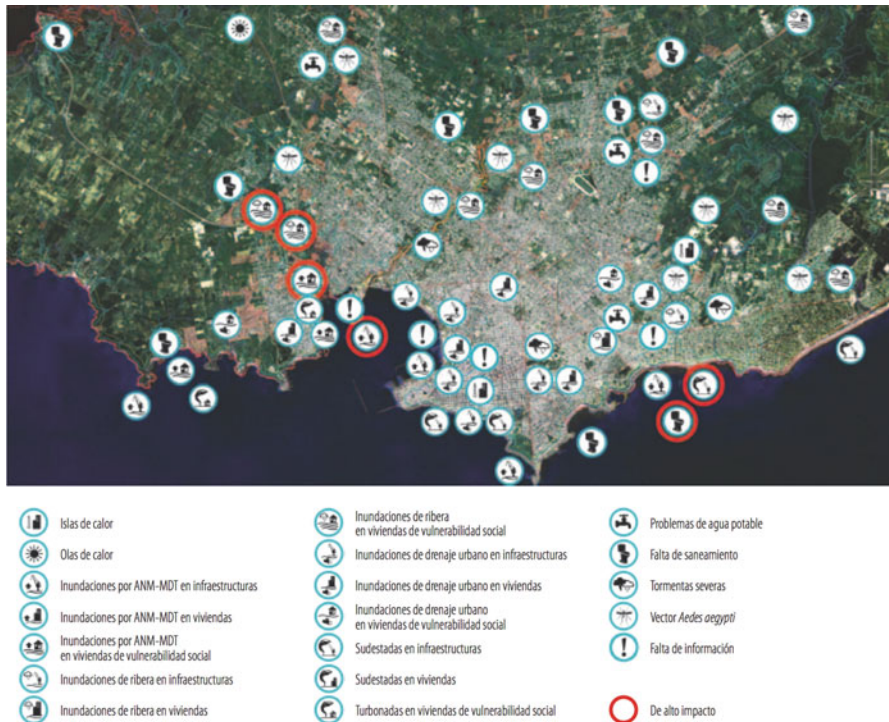 Islas de calor
Olas de calor
Inundaciones por ANM-MDT en infraestructuras
Inundaciones por ANM-MDT en viviendas
Inundaciones por ANM-MDT
en viviendas de vulnerabilidad social
Inundaciones de ribera en infraestructuras
Inundaciones de ribera en viviendas
Inundaciones de ribera
en viviendas de vulnerabilidad social
Inundaciones de drenaje urbano en infraestructuras
Inundaciones de drenaje urbano en viviendas
Inundaciones de drenaje urbano
en viviendas de vulnerabilidad social
Sudestadas en infraestructuras
Sudestadas en viviendas
Turbonadas en viviendas de vulnerabilidad social
Problemas de agua potable
Falta de saneamiento
Tormentas severas
Vector Aedes aegypti
Falta de información
De alto impacto